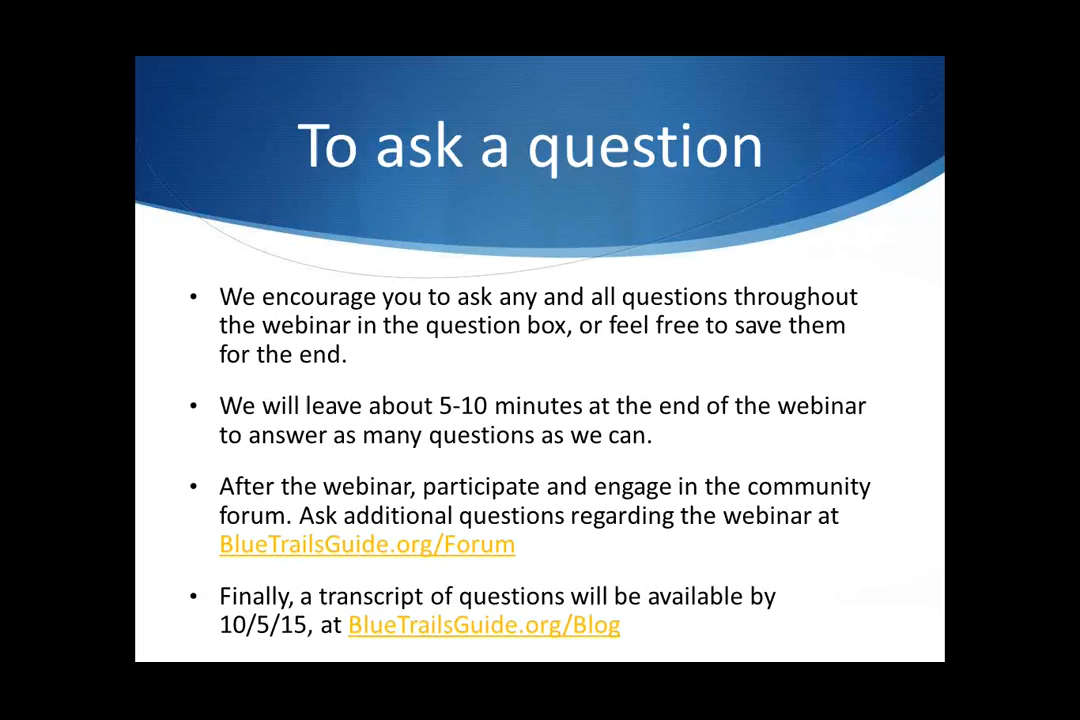 To ask a question
• We encourage you to ask any and all questions throughout
the webinar in the question box, or feel free to save them
for the end.
• We will leave about 5-10 minutes at the end of the webinar
to answer as many questions as we can.
• After the webinar, participate and engage in the community
forum. Ask additional questions regarding the webinar at
BlueTrailsGuide.org/Forum
• Finally, a transcript of questions will be available by
10/5/15, at BlueTrailsGuide.org/Blog